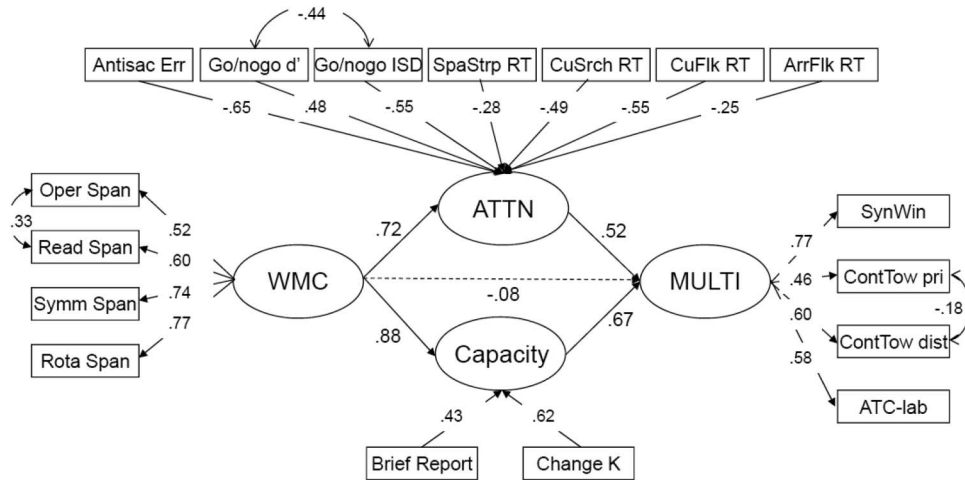 -.44
Antisac Err Go/nogo d' Go/nogo ISD SpaStrp RT CuSrch RT CuFlk RT ArrFlk RT
-.65 .48 -.55 -.28 -.49 -.55 -.25
Oper Span
.33
Read Span
Symm Span
Rota Span
.52
.60
.74
.77
WMC
ATTN
.72
.52
-.08
.88
.67
Capacity
MULTI
.43 .62
Brief Report Change K
.77
.46
.60
.58
SynWin
ContTow pri
-.18
ContTow dist
ATC-lab